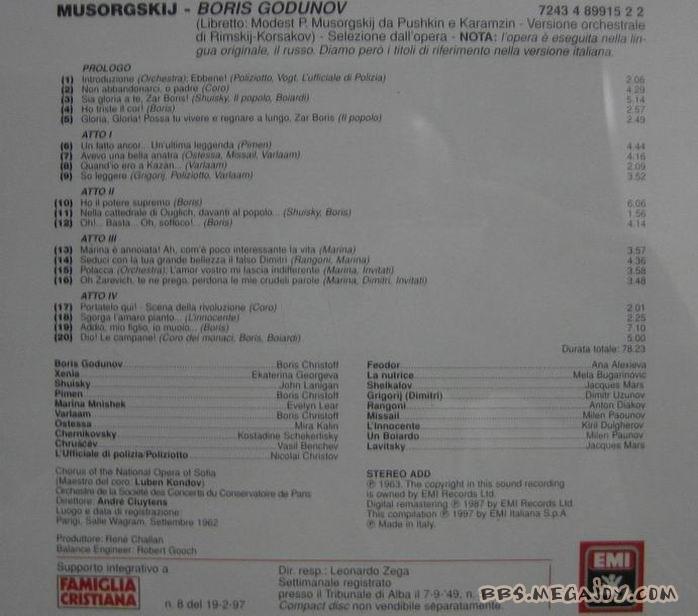 MUSORGSKIJ - BORIS GODUNOV 7243 4 89915 2 2
(Libretto: Modest P. Musorgskij da Pushkin e Karamzin - Versione orchestrale
di Rimskij-Korsakov) - Selezione dall'opera - NOTA: l'opera è eseguita nella lin-
gua originale, il russo. Diamo però i titoli di riferimento nella versione italiana.
PROLOGO
(1) Introduzione (Orchestra); Ebbene! (Poliziotto, Vogt, L'ufficiale di Polizia) 2.06
(2) Non abbandonarci, o padre (Coro) 4.29
(3) Sia gloria a te, Zar Boris! (Shuisky, Il popolo, Boiardi) 5.14
(4) Ho triste il cor! (Boris) 2.57
(5) Gloria, Gloria! Possa tu vivere e regnare a lungo, Zar Boris (Il popolo) 2.49
ATTO I
(6) Un fatto ancor... Un'ultima leggenda (Pimen) 4.44
(7) Avevo una bella anatra (Ostessa, Missail, Varlaam) 4.16
(8) Quand'io ero a Kazan... (Varlaam) 2.09
(9) So leggere (Grigorij, Poliziotto, Varlaam) 3.52
ATTO II
(10) Ho il potere supremo (Boris) 6.06
(11) Nella cattedrale di Ouglich, davanti al popolo... (Shuisky, Boris) 1.56
(12) Oh!... Basta... Oh, soffoco!... (Boris) 4.14
ATTO III
(13) Marina è annoiata! Ah, com'è poco interessante la vita (Marina) 3.57
(14) Seduci con la tua grande bellezza il falso Dimitri (Rangoni, Marina) 4.36
(15) Polacca (Orchestra); L'amor vostro mi lascia indifferente (Marina, Invitati) 3.58
(16) Oh Zarevich, te ne prego, perdona le mie crudeli parole (Marina, Dimitri, Invitati) 3.48
ATTO IV
(17) Portatelo qui! - Scena della rivoluzione (Coro) 2.01
(18) Sgorga l'amaro pianto... (L'innocente) 2.25
(19) Addio, mio figlio, io muoio... (Boris) 7.10
(20) Dio! Le campane! (Coro dei monaci, Boris, Boiardi) 5.00
Durata totale: 78.23
Boris Godunov Boris Christoff
Xenia Ekaterina Georgeva
Shuisky John Lanigan
Pimen Boris Christoff
Marina Mnishek Evelyn Lear
Varlaam Boris Christoff
Ostessa Mira Kalin
Chernikovsky Kostadine Schekerlisky
Chruscëv Vasil Benchev
L'Ufficiale di polizia/Poliziotto Nicolai Christov
Feodor Ana Alexieva
La nutrice Mela Bugarinovic
Shelkalov Jacques Mars
Grigorij (Dimitri) Dimitr Uzunov
Rangoni Anton Diakov
Missail Milen Paounov
L'Innocente Kiril Dulgherov
Un Boiardo Milen Paunov
Lavitsky Jacques Mars
Chorus of the National Opera of Sofia
(Maestro del coro: Luben Kondov)
Orchestre de la Société des Concerts du Conservatoire de Paris
Direttore: André Cluytens
Luogo e data di registrazione:
Parigi, Salle Wagram, Settembre 1962
Produttore: René Challan
Balance Engineer: Robert Gooch
STEREO ADD
℗ 1963. The copyright in this sound recording
is owned by EMI Records Ltd.
Digital remastering ℗ 1987 by EMI Records Ltd.
This compilation ℗ 1997 by EMI Italiana S.p.A.
℗ Made in Italy.
EMI
Supporto integrativo a
FAMIGLIA
CRISTIANA
n. 8 del 19-2-97
Dir. resp.: Leonardo Zega
Settimanale registrato
presso il Tribunale di Alba il 7-9-'49, n.
Compact disc non vendibile separatamente.
BBS.MEGAJOY.COM